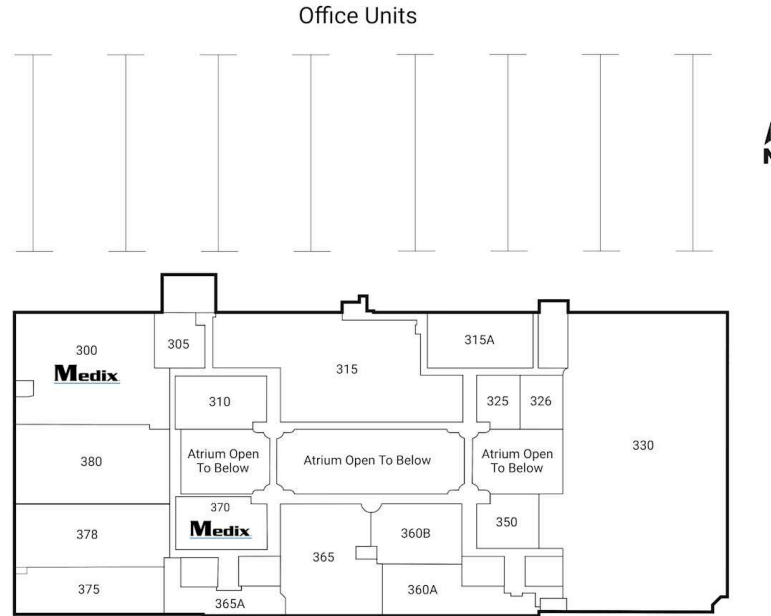 Office Units
N
300
Medix
305
315
315A
310
325
326
330
380
Atrium Open
To Below
Atrium Open To Below
Atrium Open
To Below
370
Medix
350
378
365
360B
375
365A
360A